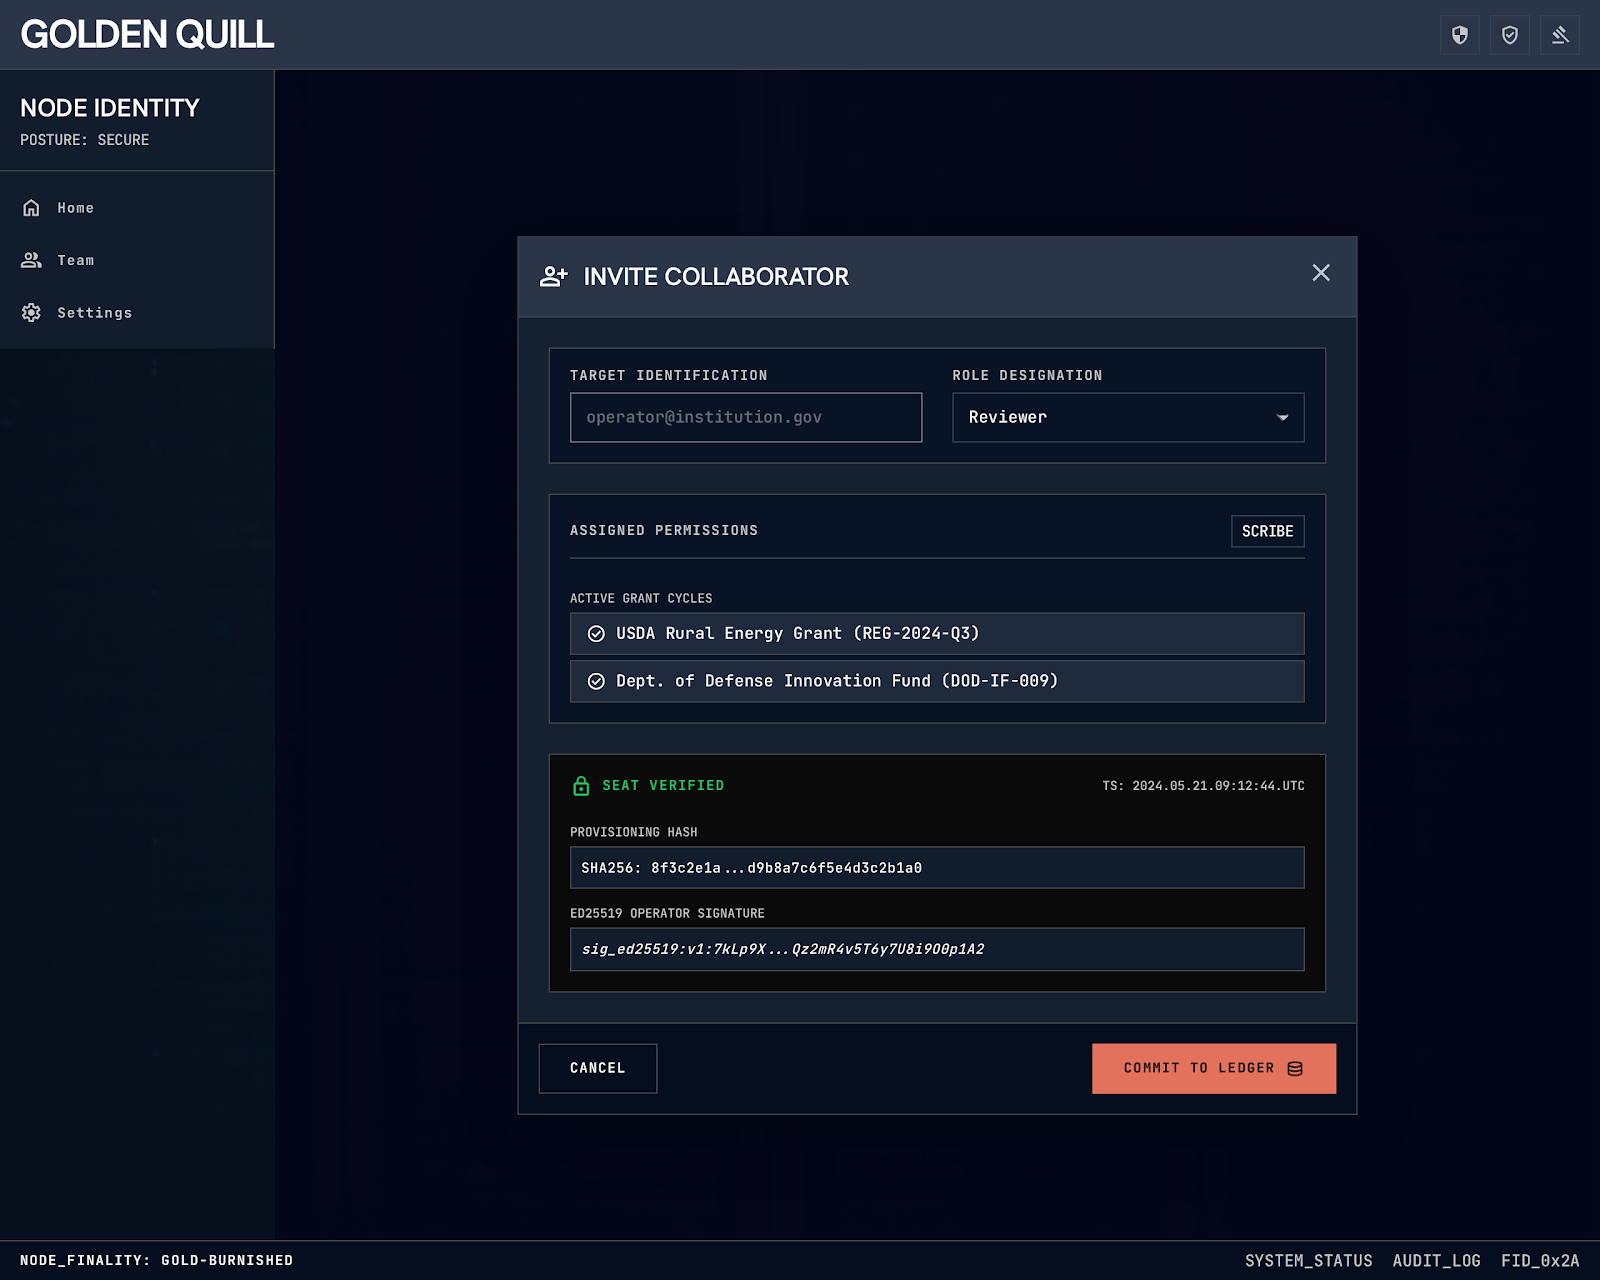 GOLDEN QUILL
NODE IDENTITY
POSTURE: SECURE
Home
Team
Settings
INVITE COLLABORATOR
TARGET IDENTIFICATION
operator@institution.gov
ROLE DESIGNATION
Reviewer
ASSIGNED PERMISSIONS
SCRIBE
ACTIVE GRANT CYCLES
USDA Rural Energy Grant (REG-2024-Q3)
Dept. of Defense Innovation Fund (DOD-IF-009)
SEAT VERIFIED
TS: 2024.05.21.09:12:44.UTC
PROVISIONING HASH
SHA256: 8f3c2e1a...d9b8a7c6f5e4d3c2b1a0
ED25519 OPERATOR SIGNATURE
sig_ed25519:v1:7kLp9X...Qz2mR4v5T6y7U8i9O0p1A2
CANCEL
COMMIT TO LEDGER
NODE_FINALITY: GOLD-BURNISHED
SYSTEM_STATUS
AUDIT_LOG
FID_0x2A